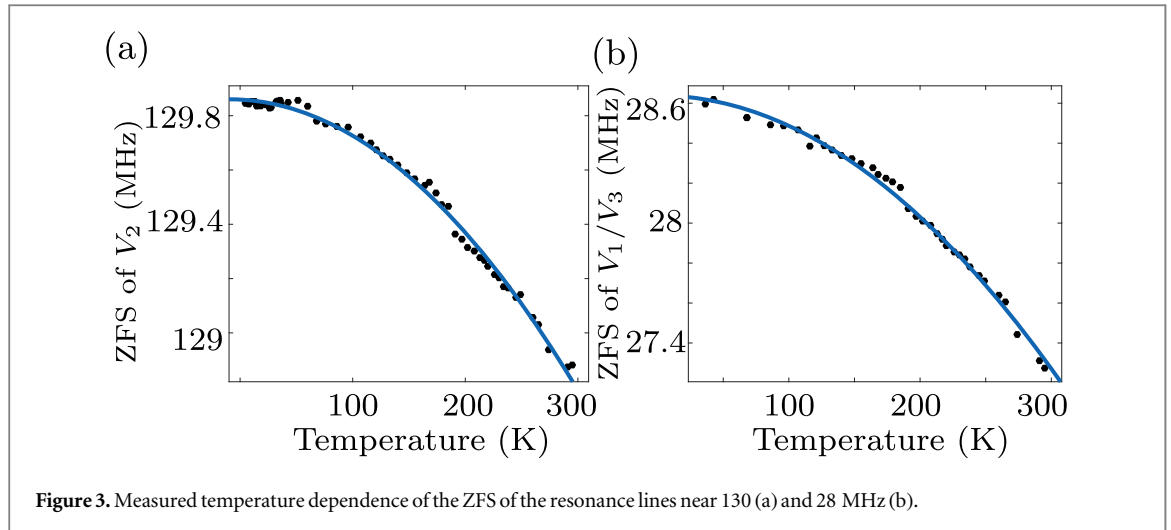 (a)
ZFS of V₂ (MHz)
129.8
129.4
129
100
200
300
Temperature (K)
(b)
ZFS of V₁/V₃ (MHz)
28.6
28
27.4
100
200
300
Temperature (K)
Figure 3. Measured temperature dependence of the ZFS of the resonance lines near 130 (a) and 28 MHz (b).